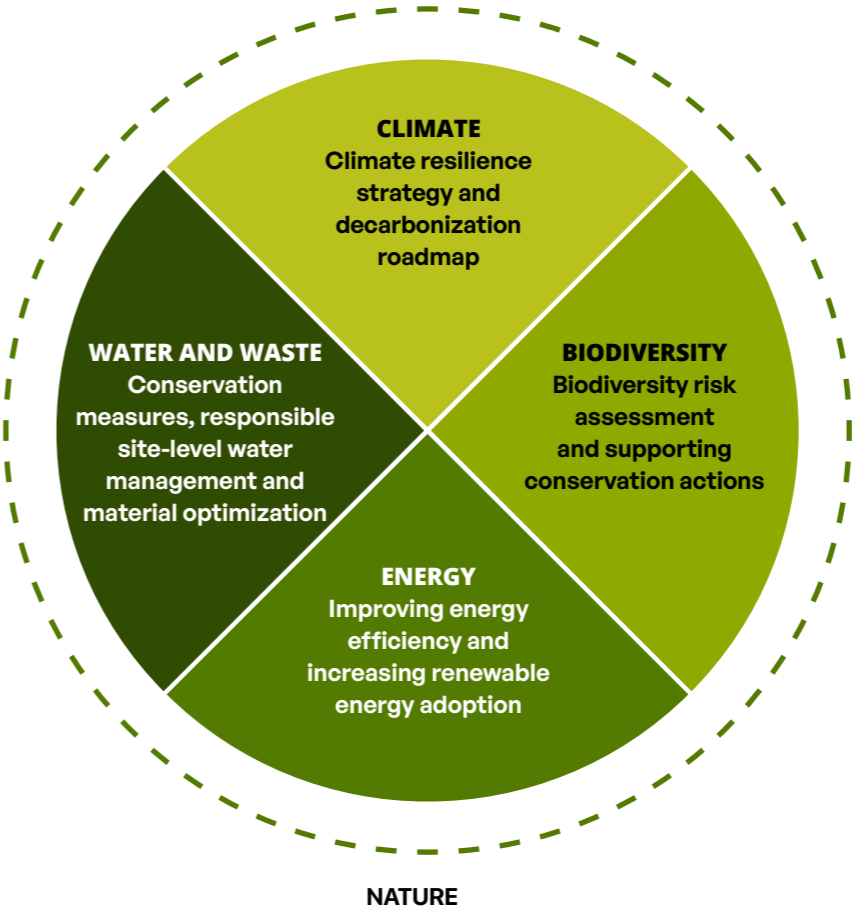 CLIMATE
Climate resilience
strategy and
decarbonization
roadmap
WATER AND WASTE
Conservation
measures, responsible
site-level water
management and
material optimization
BIODIVERSITY
Biodiversity risk
assessment
and supporting
conservation actions
ENERGY
Improving energy
efficiency and
increasing renewable
energy adoption
NATURE